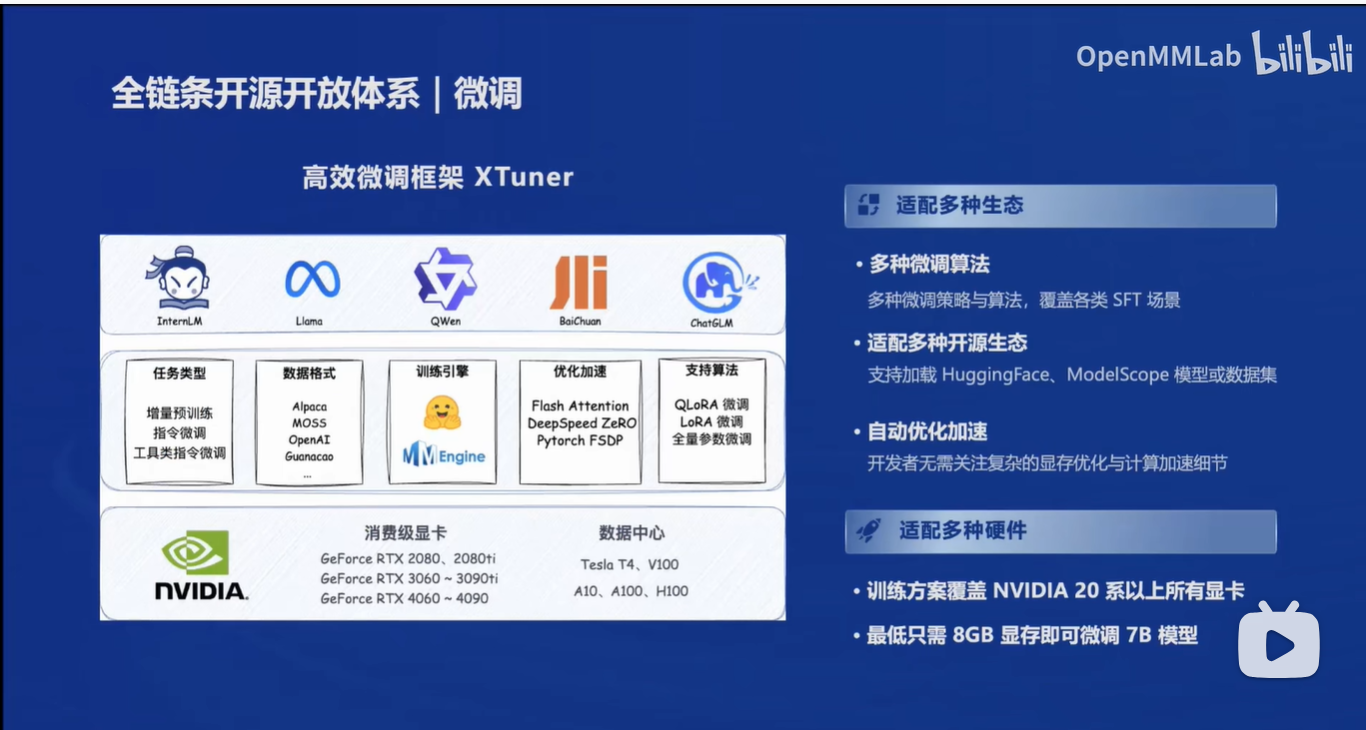 OpenMMLab bilibili
全链条开源开放体系 | 微调
高效微调框架 XTuner
InternLM
Llama
QWen
BaiChuan
ChatGLM
任务类型
增量预训练
指令微调
工具类指令微调
数据格式
Alpaca
MOSS
OpenAI
Guanacao
...
训练引擎
MMEngine
优化加速
Flash Attention
DeepSpeed ZeRO
Pytorch FSDP
支持算法
QLoRA 微调
LoRA 微调
全量参数微调
NVIDIA.
消费级显卡
GeForce RTX 2080、2080ti
GeForce RTX 3060 ~ 3090ti
GeForce RTX 4060 ~ 4090
数据中心
Tesla T4、V100
A10、A100、H100
适配多种生态
• 多种微调算法
多种微调策略与算法，覆盖各类 SFT 场景
• 适配多种开源生态
支持加载 HuggingFace、ModelScope 模型或数据集
• 自动优化加速
开发者无需关注复杂的显存优化与计算加速细节
适配多种硬件
• 训练方案覆盖 NVIDIA 20 系以上所有显卡
• 最低只需 8GB 显存即可微调 7B 模型